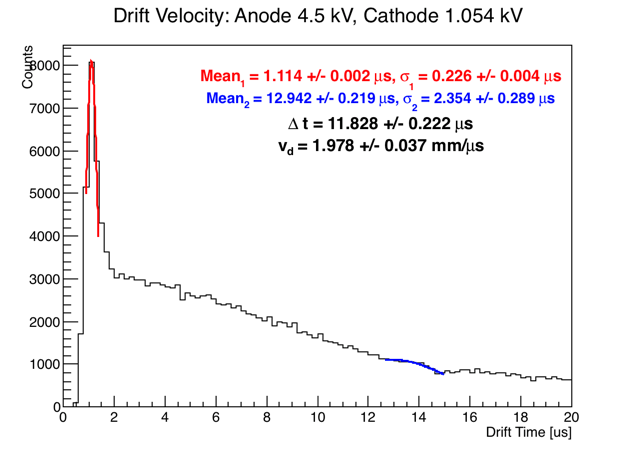 Drift Velocity: Anode 4.5 kV, Cathode 1.054 kV
Counts
Mean1 = 1.114 +/- 0.002 μs, σ1 = 0.226 +/- 0.004 μs
Mean2 = 12.942 +/- 0.219 μs, σ2 = 2.354 +/- 0.289 μs
Δ t = 11.828 +/- 0.222 μs
vd = 1.978 +/- 0.037 mm/μs
8000
7000
6000
5000
4000
3000
2000
1000
0
0 2 4 6 8 10 12 14 16 18 20
Drift Time [us]